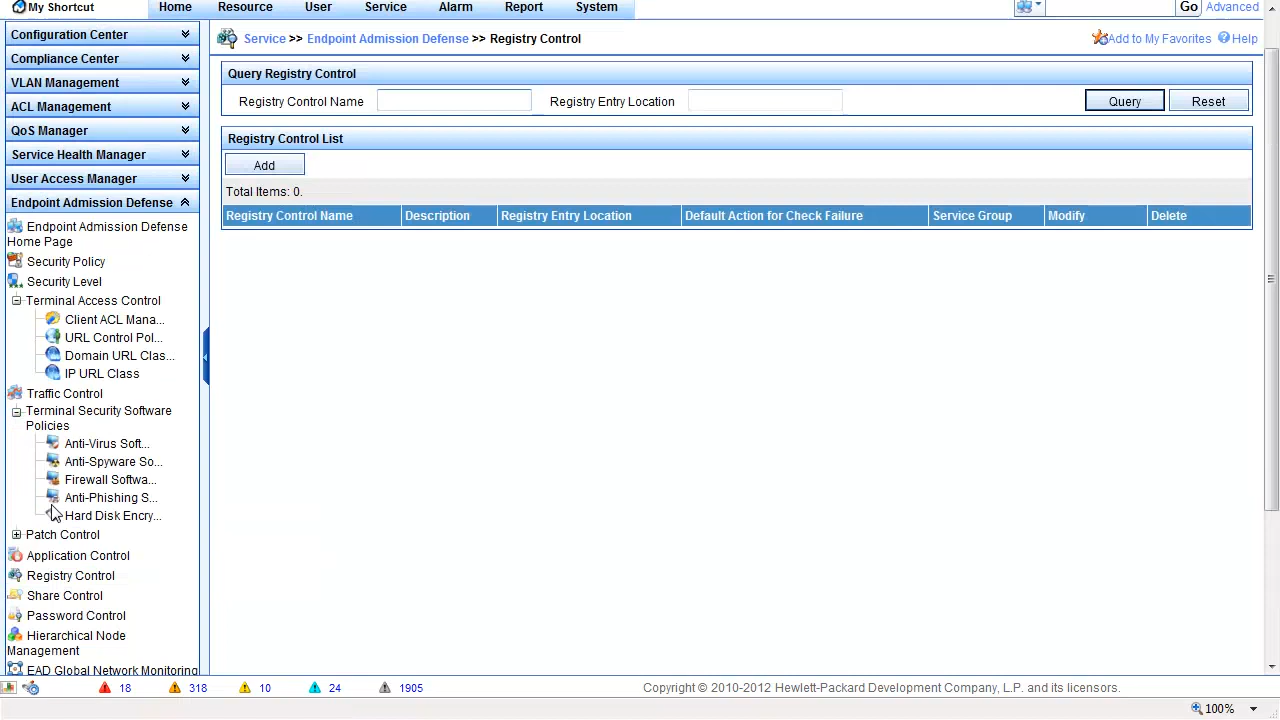 My Shortcut
Home Resource User Service Alarm Report System
Go Advanced
Configuration Center
Compliance Center
VLAN Management
ACL Management
QoS Manager
Service Health Manager
User Access Manager
Endpoint Admission Defense
Endpoint Admission Defense
Home Page
Security Policy
Security Level
Terminal Access Control
Client ACL Mana...
URL Control Pol...
Domain URL Clas...
IP URL Class
Traffic Control
Terminal Security Software
Policies
Anti-Virus Soft...
Anti-Spyware So...
Firewall Softwa...
Anti-Phishing S...
Hard Disk Encry...
Patch Control
Application Control
Registry Control
Share Control
Password Control
Hierarchical Node
Management
EAD Global Network Monitoring
Service >> Endpoint Admission Defense >> Registry Control
Add to My Favorites Help
Query Registry Control
Registry Control Name Registry Entry Location Query Reset
Registry Control List
Add
Total Items: 0.
Registry Control Name Description Registry Entry Location Default Action for Check Failure Service Group Modify Delete
18 318 10 24 1905
Copyright © 2010-2012 Hewlett-Packard Development Company, L.P. and its licensors.
100%